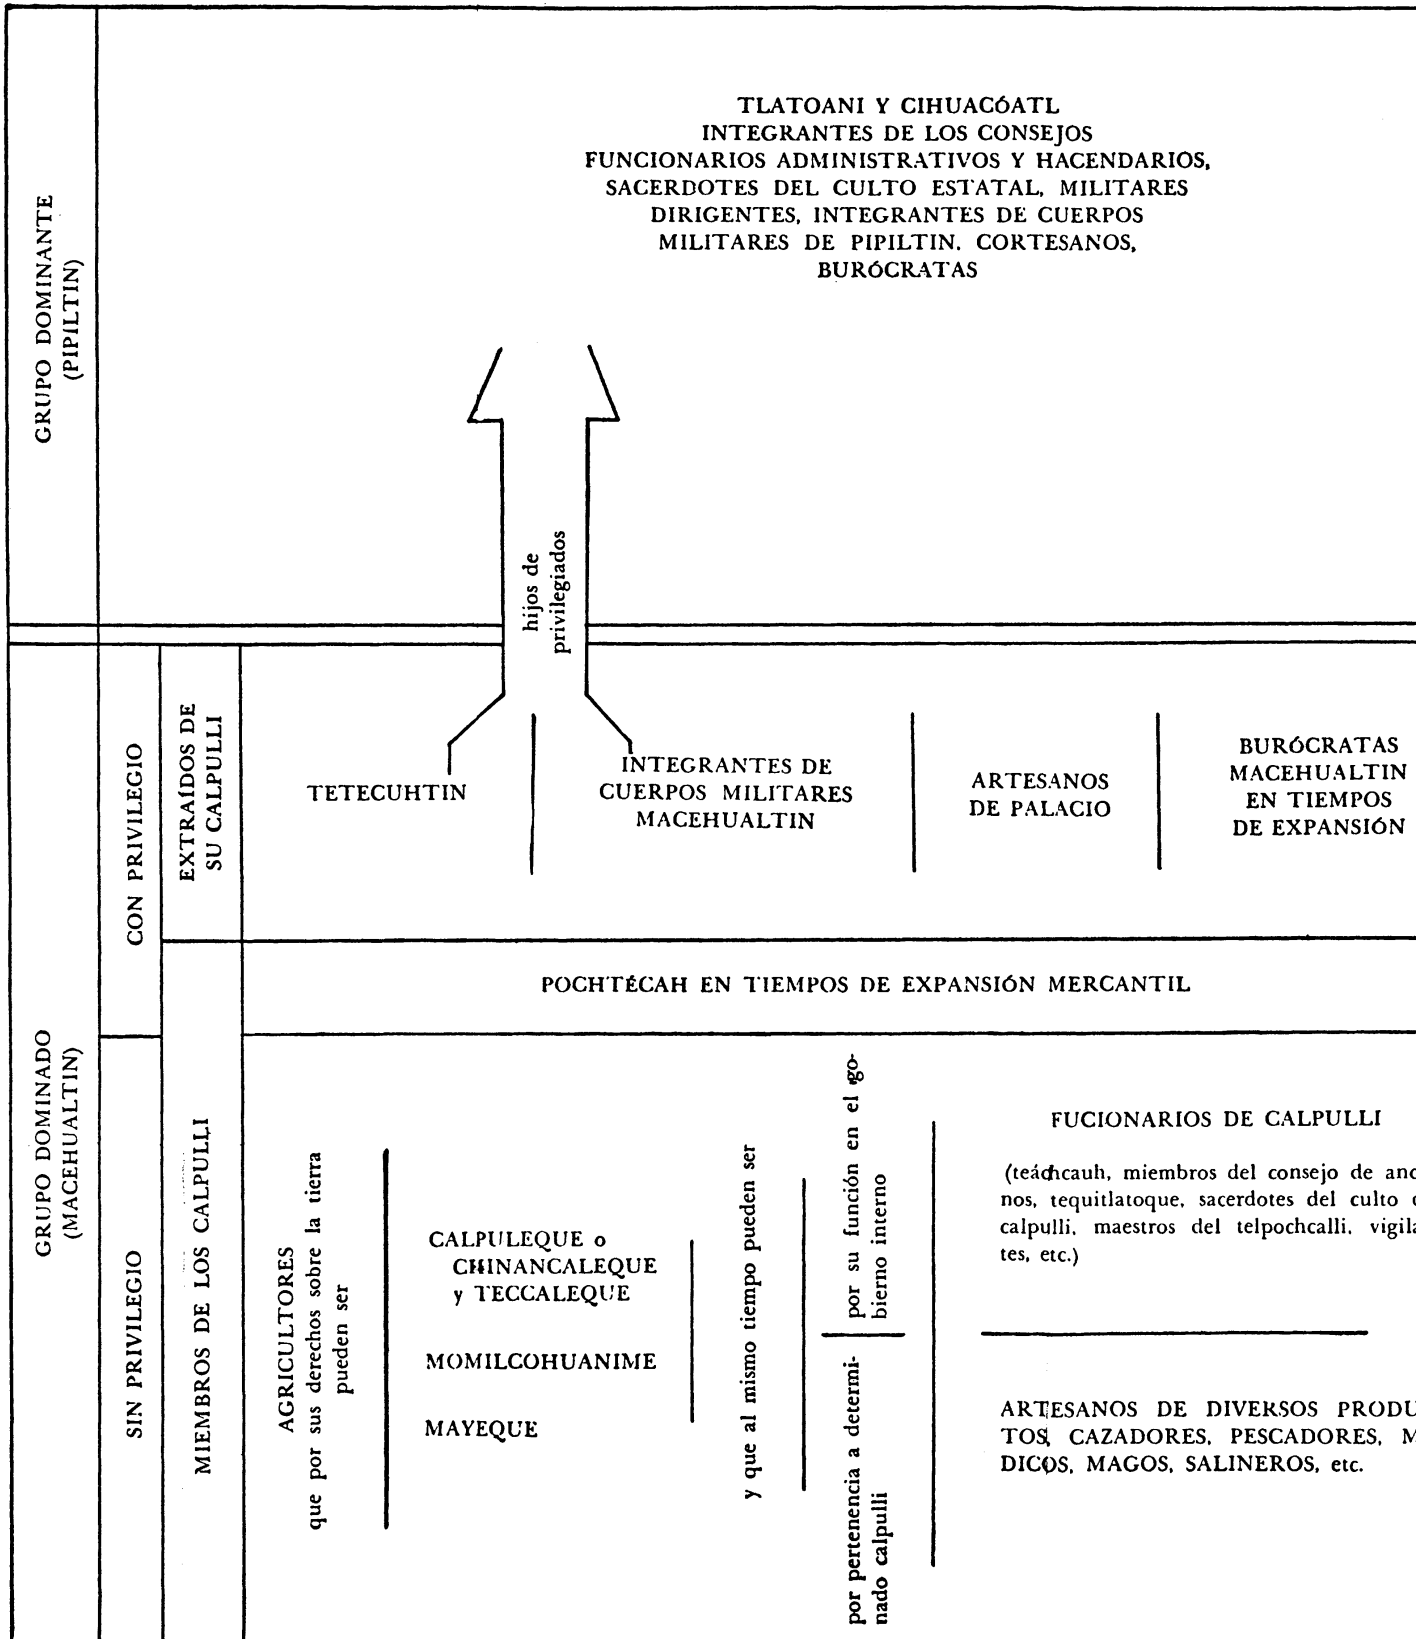 GRUPO DOMINANTE
(PIPILTIN)
TLATOANI Y CIHUACÓATL
INTEGRANTES DE LOS CONSEJOS
FUNCIONARIOS ADMINISTRATIVOS Y HACENDARIOS,
SACERDOTES DEL CULTO ESTATAL, MILITARES
DIRIGENTES, INTEGRANTES DE CUERPOS
MILITARES DE PIPILTIN. CORTESANOS,
BURÓCRATAS
hijos de
privilegiados
GRUPO DOMINADO
(MACEHUALTIN)
CON PRIVILEGIO
EXTRAÍDOS DE
SU CALPULLI
TETECUHTIN
INTEGRANTES DE
CUERPOS MILITARES
MACEHUALTIN
ARTESANOS
DE PALACIO
BURÓCRATAS
MACEHUALTIN
EN TIEMPOS
DE EXPANSIÓN
MIEMBROS DE LOS CALPULLI
POCHTÉCAH EN TIEMPOS DE EXPANSIÓN MERCANTIL
SIN PRIVILEGIO
AGRICULTORES
que por sus derechos sobre la tierra
pueden ser
CALPULEQUE o
CHINANCALEQUE
y TECCALEQUE
MOMILCOHUANIME
MAYEQUE
y que al mismo tiempo pueden ser
por su función en el go-
bierno interno
por pertenencia a determi-
nado calpulli
FUCIONARIOS DE CALPULLI
(teáchcauh, miembros del consejo de anc
nos, tequitlatoque, sacerdotes del culto
calpulli, maestros del telpochcalli, vigila
tes, etc.)
ARTESANOS DE DIVERSOS PRODU
TOS, CAZADORES, PESCADORES, M
DICOS, MAGOS, SALINEROS, etc.